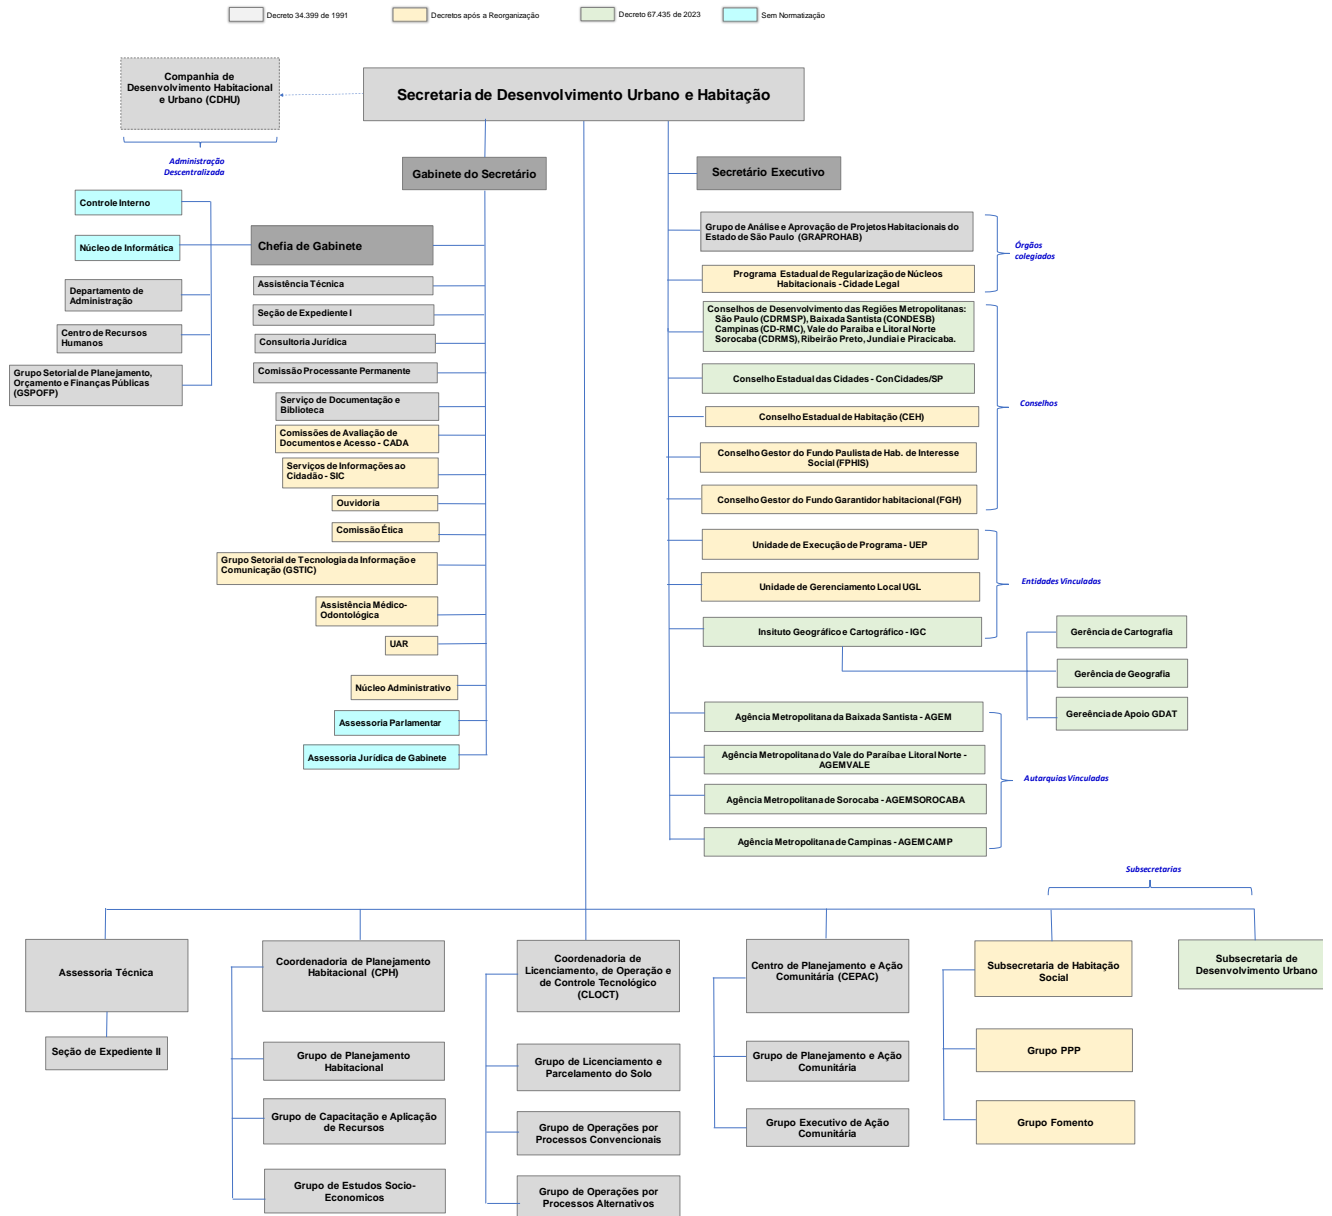 Decreto 34.399 de 1991
Decretos após a Reorganização
Decreto 67.435 de 2023
Sem Normatização
Companhia de
Desenvolvimento Habitacional
e Urbano (CDHU)
Secretaria de Desenvolvimento Urbano e Habitação
Administração
Descentralizada
Gabinete do Secretário
Secretário Executivo
Controle Interno
Núcleo de Informática
Departamento de
Administração
Centro de Recursos
Humanos
Grupo Setorial de Planejamento,
Orçamento e Finanças Públicas
(GSPOFP)
Chefia de Gabinete
Assistência Técnica
Seção de Expediente I
Consultoria Jurídica
Comissão Processante Permanente
Serviço de Documentação e
Biblioteca
Comissões de Avaliação de
Documentos e Acesso - CADA
Serviços de Informações ao
Cidadão - SIC
Ouvidoria
Comissão Ética
Grupo Setorial de Tecnologia da Informação e
Comunicação (GSTIC)
Assistência Médico-
Odontológica
UAR
Núcleo Administrativo
Assessoria Parlamentar
Assessoria Jurídica de Gabinete
Grupo de Análise e Aprovação de Projetos Habitacionais do
Estado de São Paulo (GRAPROHAB)
Programa Estadual de Regularização de Núcleos
Habitacionais - Cidade Legal
Órgãos
colegiados
Conselhos de Desenvolvimento das Regiões Metropolitanas:
São Paulo (CDRMSP), Baixada Santista (CONDESB)
Campinas (CD-RMC), Vale do Paraiba e Litoral Norte
Sorocaba (CDRMS), Ribeirão Preto, Jundiai e Piracicaba.
Conselho Estadual das Cidades - ConCidades/SP
Conselho Estadual de Habitação (CEH)
Conselho Gestor do Fundo Paulista de Hab. de Interesse
Social (FPHIS)
Conselho Gestor do Fundo Garantidor habitacional (FGH)
Conselhos
Unidade de Execução de Programa - UEP
Unidade de Gerenciamento Local UGL
Insituto Geográfico e Cartográfico - IGC
Entidades Vinculadas
Gerência de Cartografia
Gerência de Geografia
Gereência de Apoio GDAT
Agência Metropolitana da Baixada Santista - AGEM
Agência Metropolitana do Vale do Paraíba e Litoral Norte -
AGEMVALE
Agência Metropolitana de Sorocaba - AGEMSOROCABA
Agência Metropolitana de Campinas - AGEMCAMP
Autarquias Vinculadas
Subsecretarias
Assessoria Técnica
Seção de Expediente II
Coordenadoria de Planejamento
Habitacional (CPH)
Grupo de Planejamento
Habitacional
Grupo de Capacitação e Aplicação
de Recursos
Grupo de Estudos Socio-
Economicos
Coordenadoria de
Licenciamento, de Operação e
de Controle Tecnológico
(CLOCT)
Grupo de Licenciamento e
Parcelamento do Solo
Grupo de Operações por
Processos Convencionais
Grupo de Operações por
Processos Alternativos
Centro de Planejamento e Ação
Comunitária (CEPAC)
Grupo de Planejamento e Ação
Comunitária
Grupo Executivo de Ação
Comunitária
Subsecretaria de Habitação
Social
Grupo PPP
Grupo Fomento
Subsecretaria de
Desenvolvimento Urbano